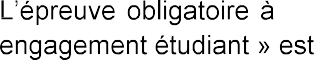 L'épreuve obligatoire à
engagement étudiant » est